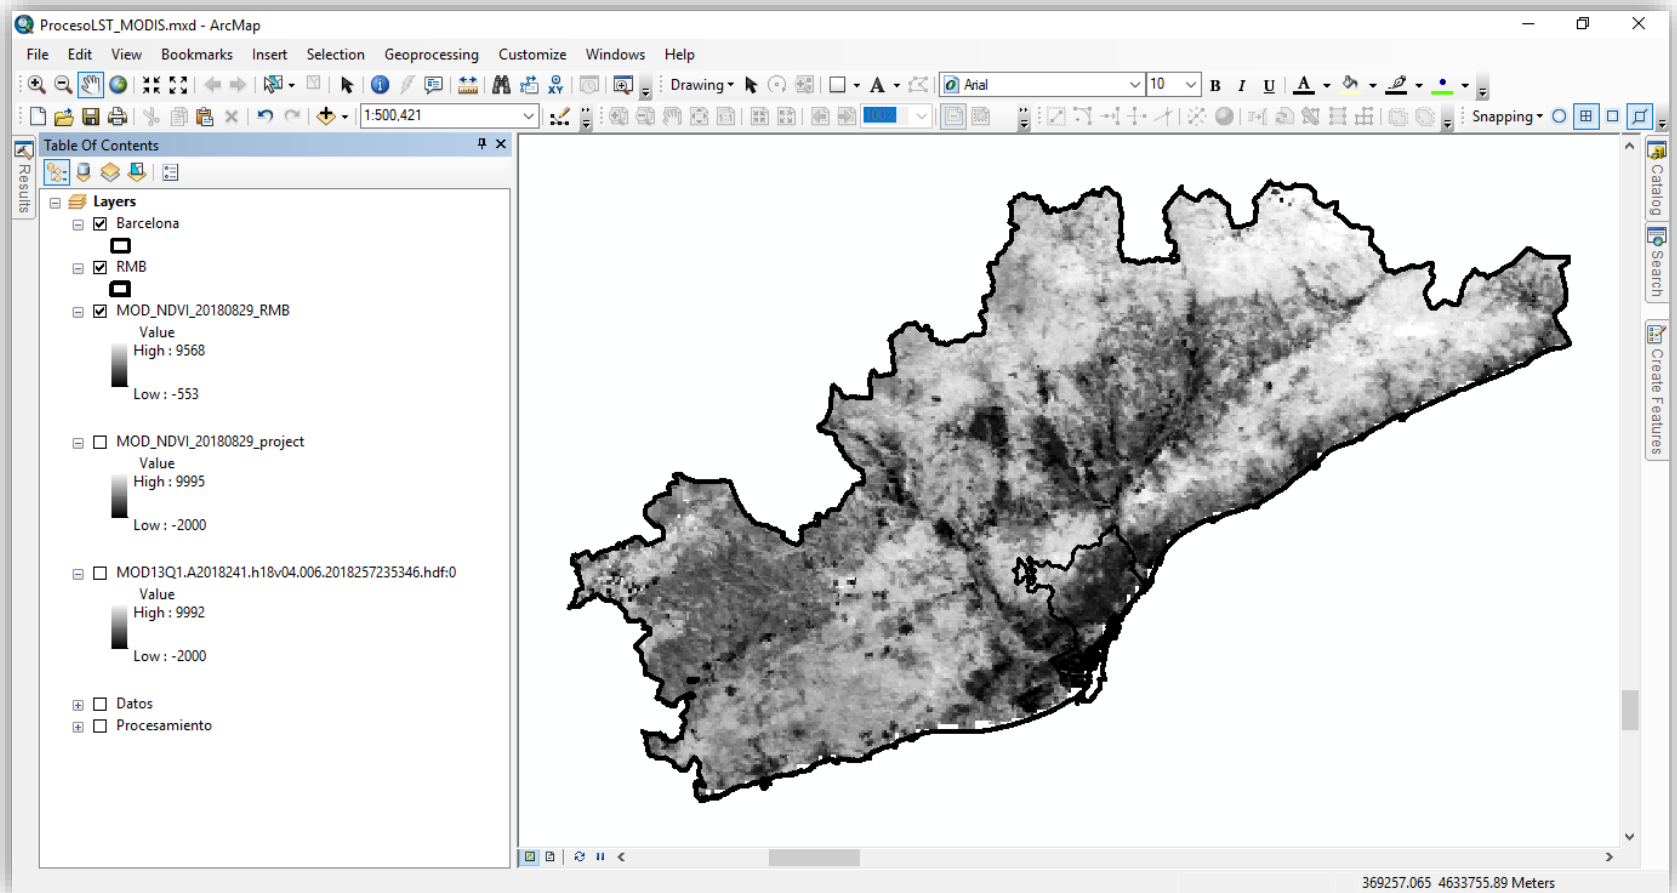 ProcesoLST_MODIS.mxd - ArcMap
File Edit View Bookmarks Insert Selection Geoprocessing Customize Windows Help
Drawing Arial 10 B I U A
1:500,421 100% Snapping
Table Of Contents
Results
Layers
Barcelona
RMB
MOD_NDVI_20180829_RMB
Value
High : 9568
Low : -553
MOD_NDVI_20180829_project
Value
High : 9995
Low : -2000
MOD13Q1.A2018241.h18v04.006.2018257235346.hdf:0
Value
High : 9992
Low : -2000
Datos
Procesamiento
Catalog
Search
Create Features
369257.065 4633755.89 Meters